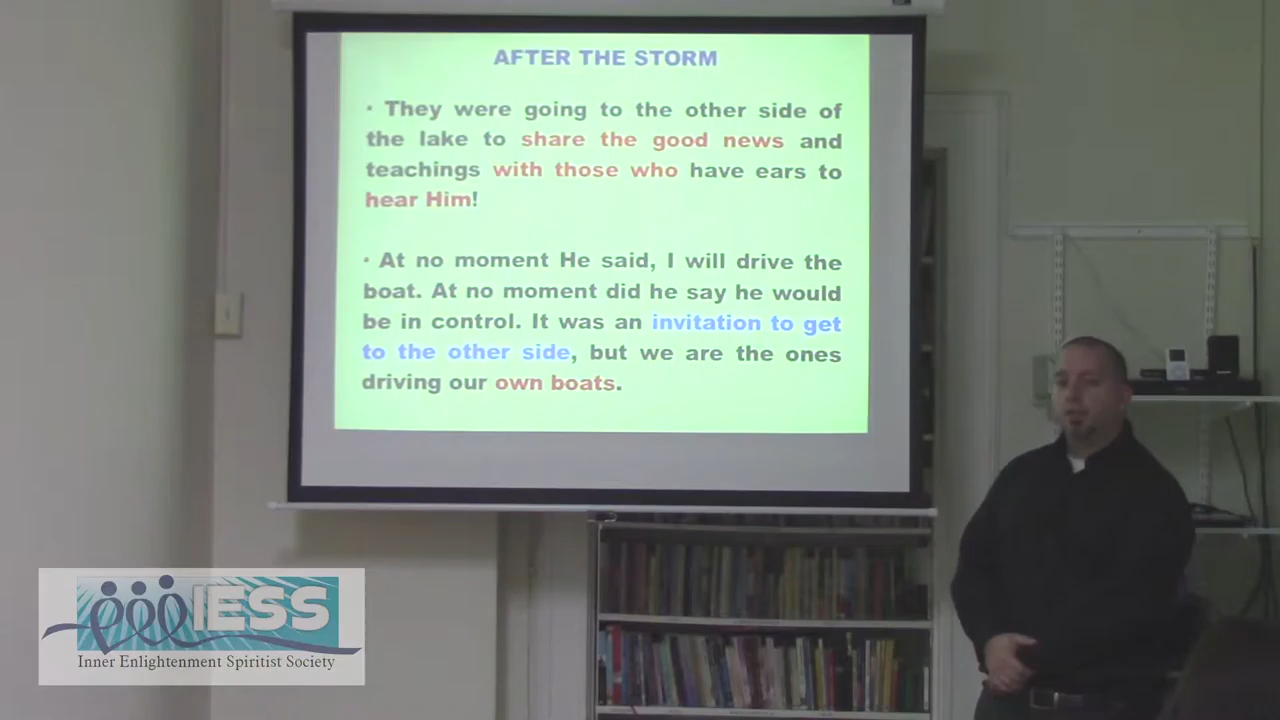 AFTER THE STORM
· They were going to the other side of
the lake to share the good news and
teachings with those who have ears to
hear Him!
· At no moment He said, I will drive the
boat. At no moment did he say he would
be in control. It was an invitation to get
to the other side, but we are the ones
driving our own boats.
IESS
Inner Enlightenment Spiritist Society